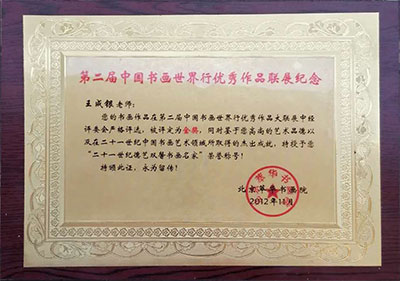 第二届中国书画世界行优秀作品联展纪念
王成银老师:
您的书画作品在第二届中国书画世界行优秀作品大联展中经
评委会严格评选,被评定为金奖,同时基于您高尚的艺术品德以
及在二十一世纪中国书画艺术领域所取得的杰出成就,特授予您
“二十一世纪德艺双馨书画名家”荣誉称号!
特颁此证,永为留传!
北京萃华书画院
2012年11月